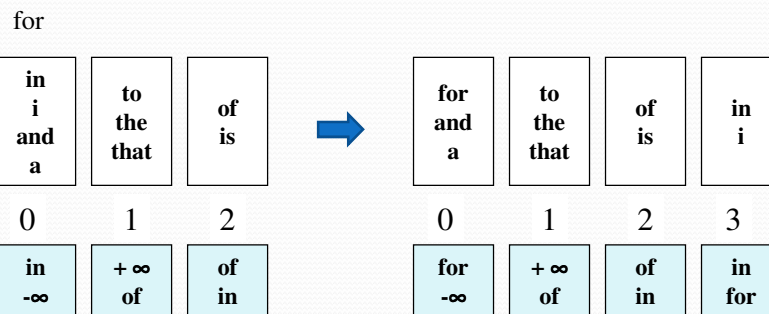 for
in
i
and
a
to
the
that
of
is
for
and
a
to
the
that
of
is
in
i
0 1 2 0 1 2 3
in
-∞
+ ∞
of
of
in
for
-∞
+ ∞
of
of
in
in
for